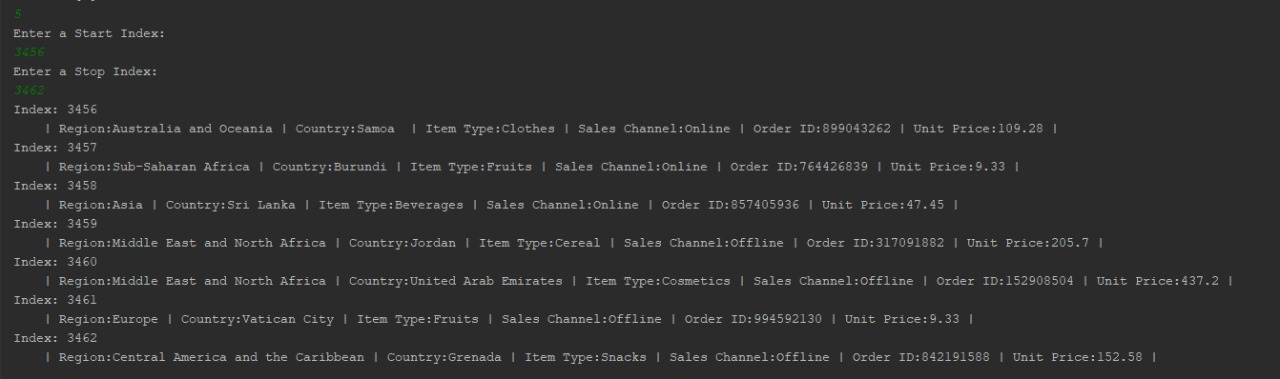 5
Enter a Start Index:
3456
Enter a Stop Index:
3462
Index: 3456
| Region:Australia and Oceania | Country:Samoa  | Item Type:Clothes | Sales Channel:Online | Order ID:899043262 | Unit Price:109.28 |
Index: 3457
| Region:Sub-Saharan Africa | Country:Burundi | Item Type:Fruits | Sales Channel:Online | Order ID:764426839 | Unit Price:9.33 |
Index: 3458
| Region:Asia | Country:Sri Lanka | Item Type:Beverages | Sales Channel:Online | Order ID:857405936 | Unit Price:47.45 |
Index: 3459
| Region:Middle East and North Africa | Country:Jordan | Item Type:Cereal | Sales Channel:Offline | Order ID:317091882 | Unit Price:205.7 |
Index: 3460
| Region:Middle East and North Africa | Country:United Arab Emirates | Item Type:Cosmetics | Sales Channel:Offline | Order ID:152908504 | Unit Price:437.2 |
Index: 3461
| Region:Europe | Country:Vatican City | Item Type:Fruits | Sales Channel:Offline | Order ID:994592130 | Unit Price:9.33 |
Index: 3462
| Region:Central America and the Caribbean | Country:Grenada | Item Type:Snacks | Sales Channel:Offline | Order ID:842191588 | Unit Price:152.58 |